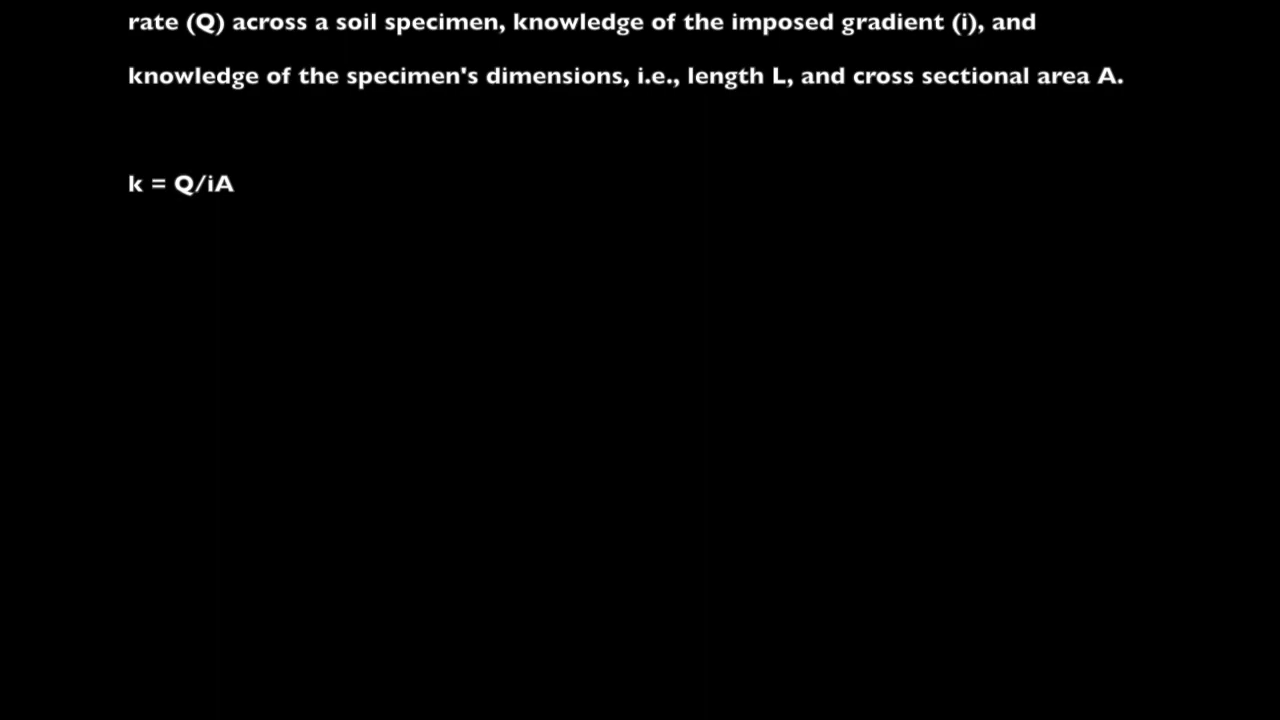 rate (Q) across a soil specimen, knowledge of the imposed gradient (i), and
knowledge of the specimen's dimensions, i.e., length L, and cross sectional area A.
k = Q/iA